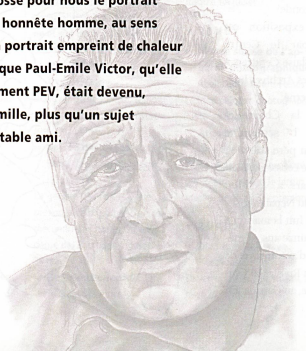 osse pour nous le portrait
honnête homme, au sens
portrait empreint de chaleur
que Paul-Emile Victor, qu'elle
ment PEV, était devenu,
mille, plus qu'un sujet
table ami.